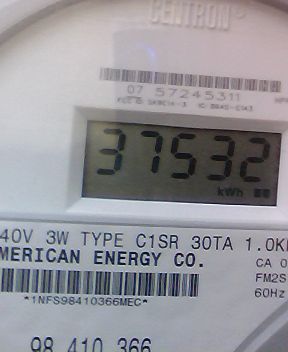 CENTRON®
07 57245311
37532
kWh
40V 3W TYPE C1SR 30TA 1.0K
MERICAN ENERGY CO.
CA 0
FM2S
60Hz
*1NFS98410366MEC*
98 410 366